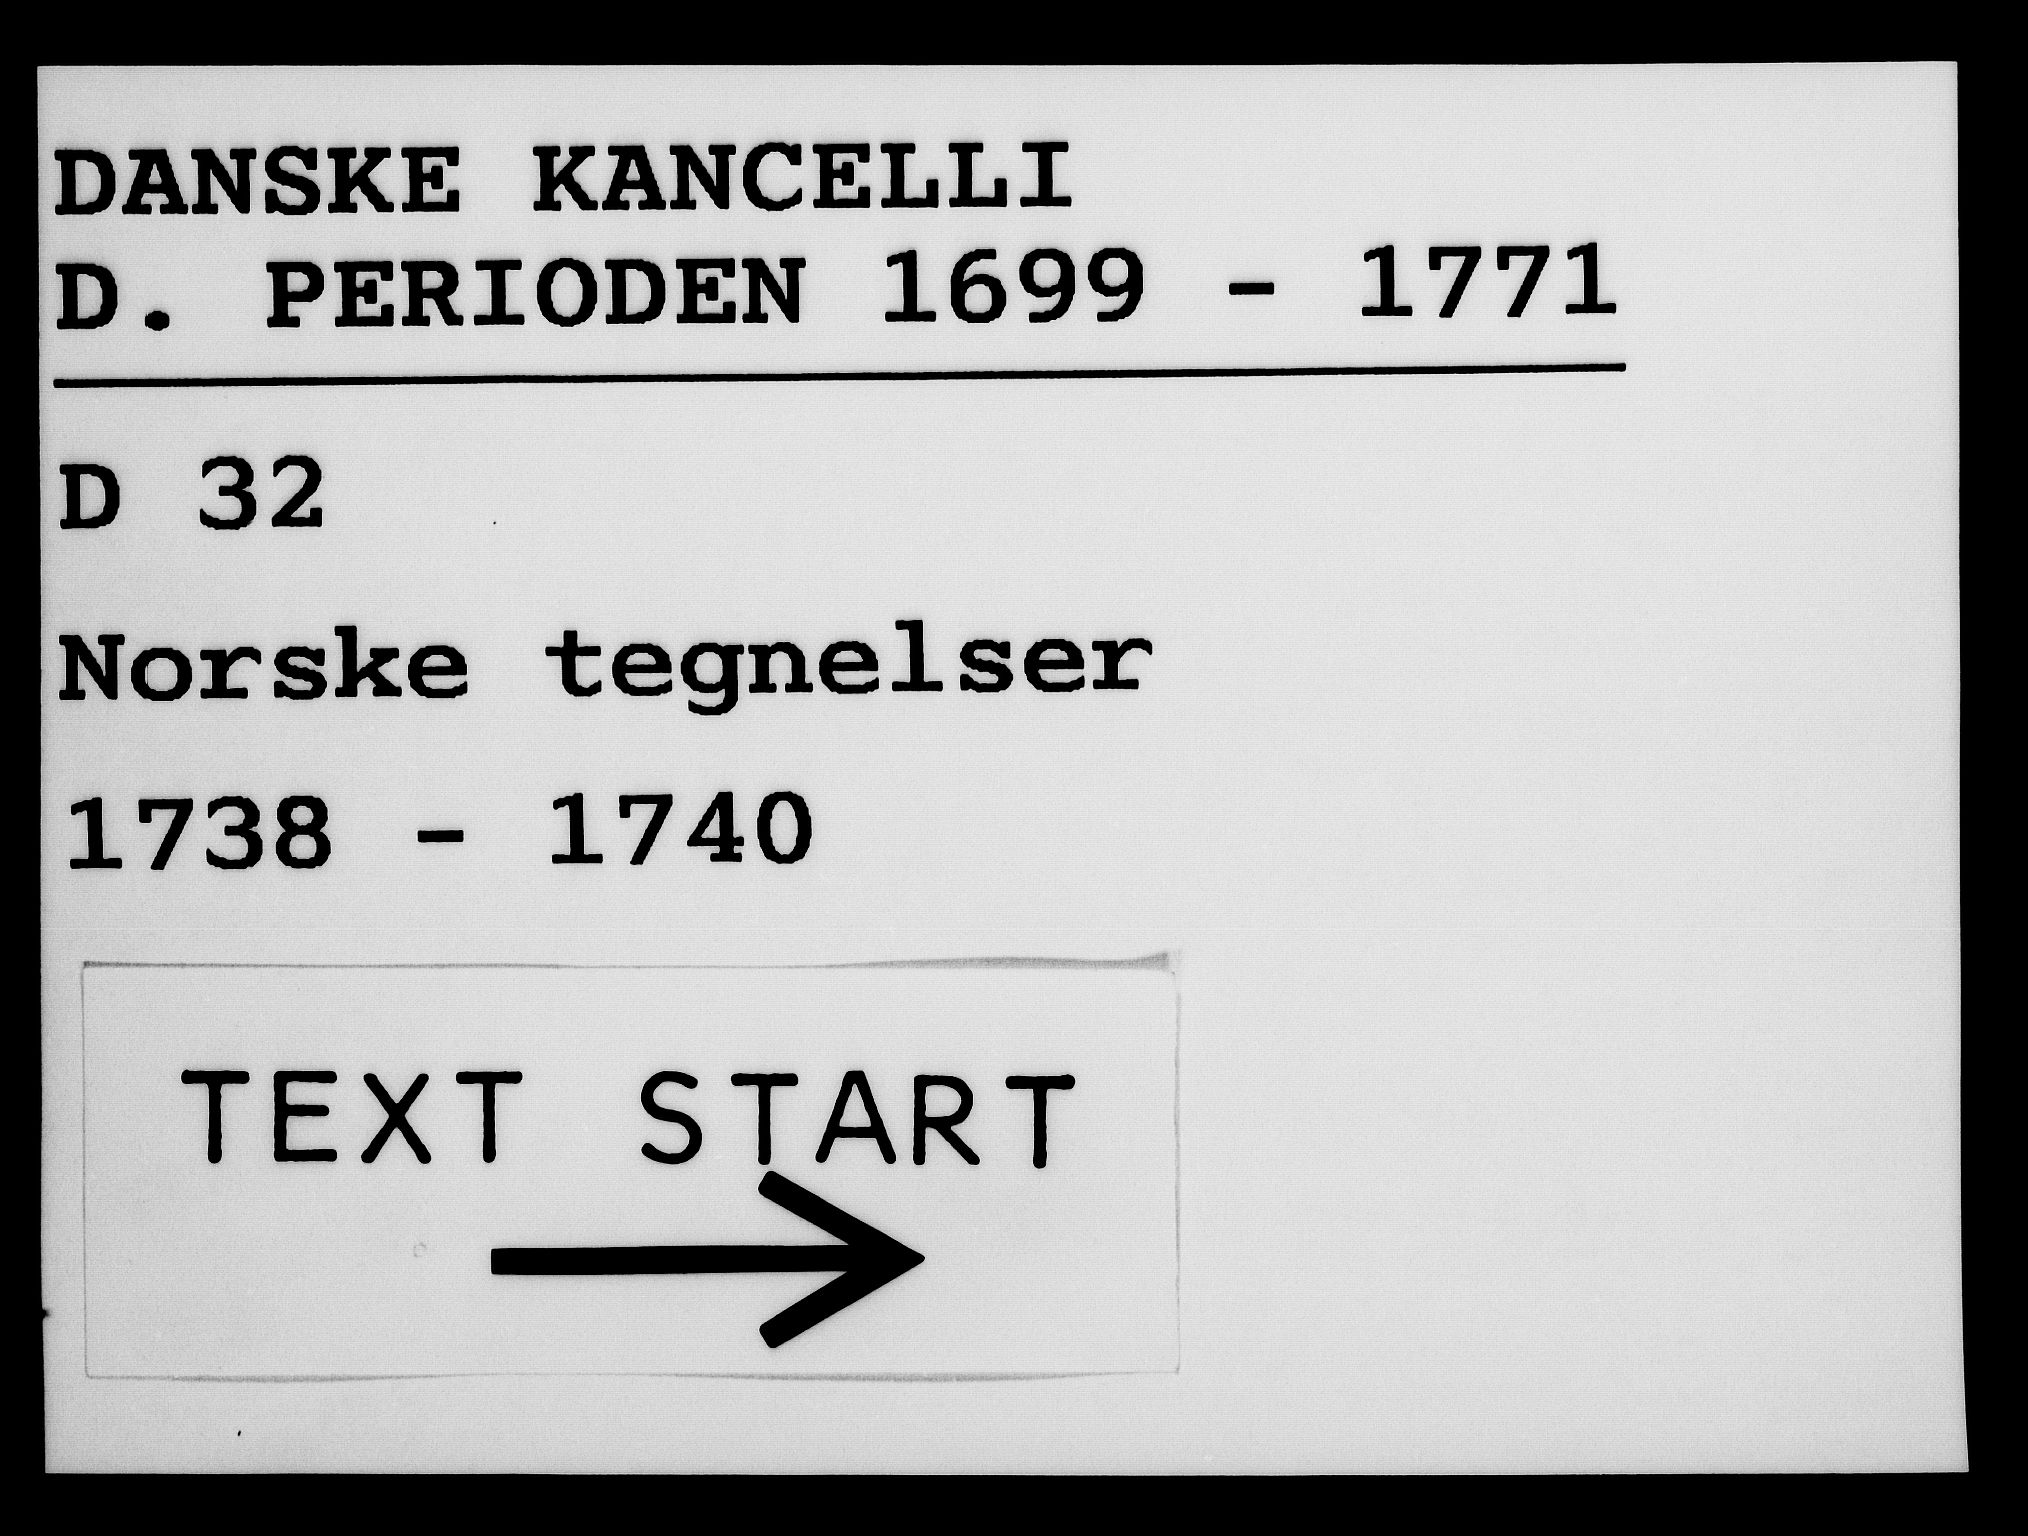 DANSKE KANCELLI
D. PERIODEN 1699 - 1771
D 32
Norske tegnelser
1738 - 1740
TEXT START